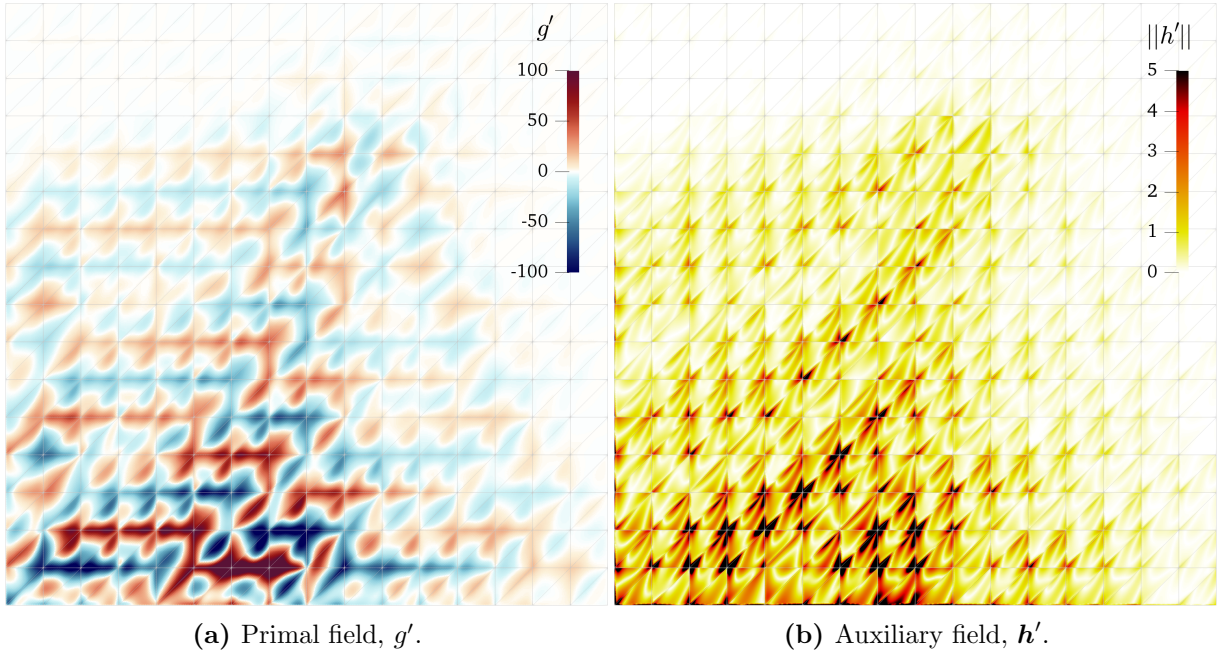 g′
100
50
0
-50
-100
||h′||
5
4
3
2
1
0
(a) Primal field, g′.
(b) Auxiliary field, h′.